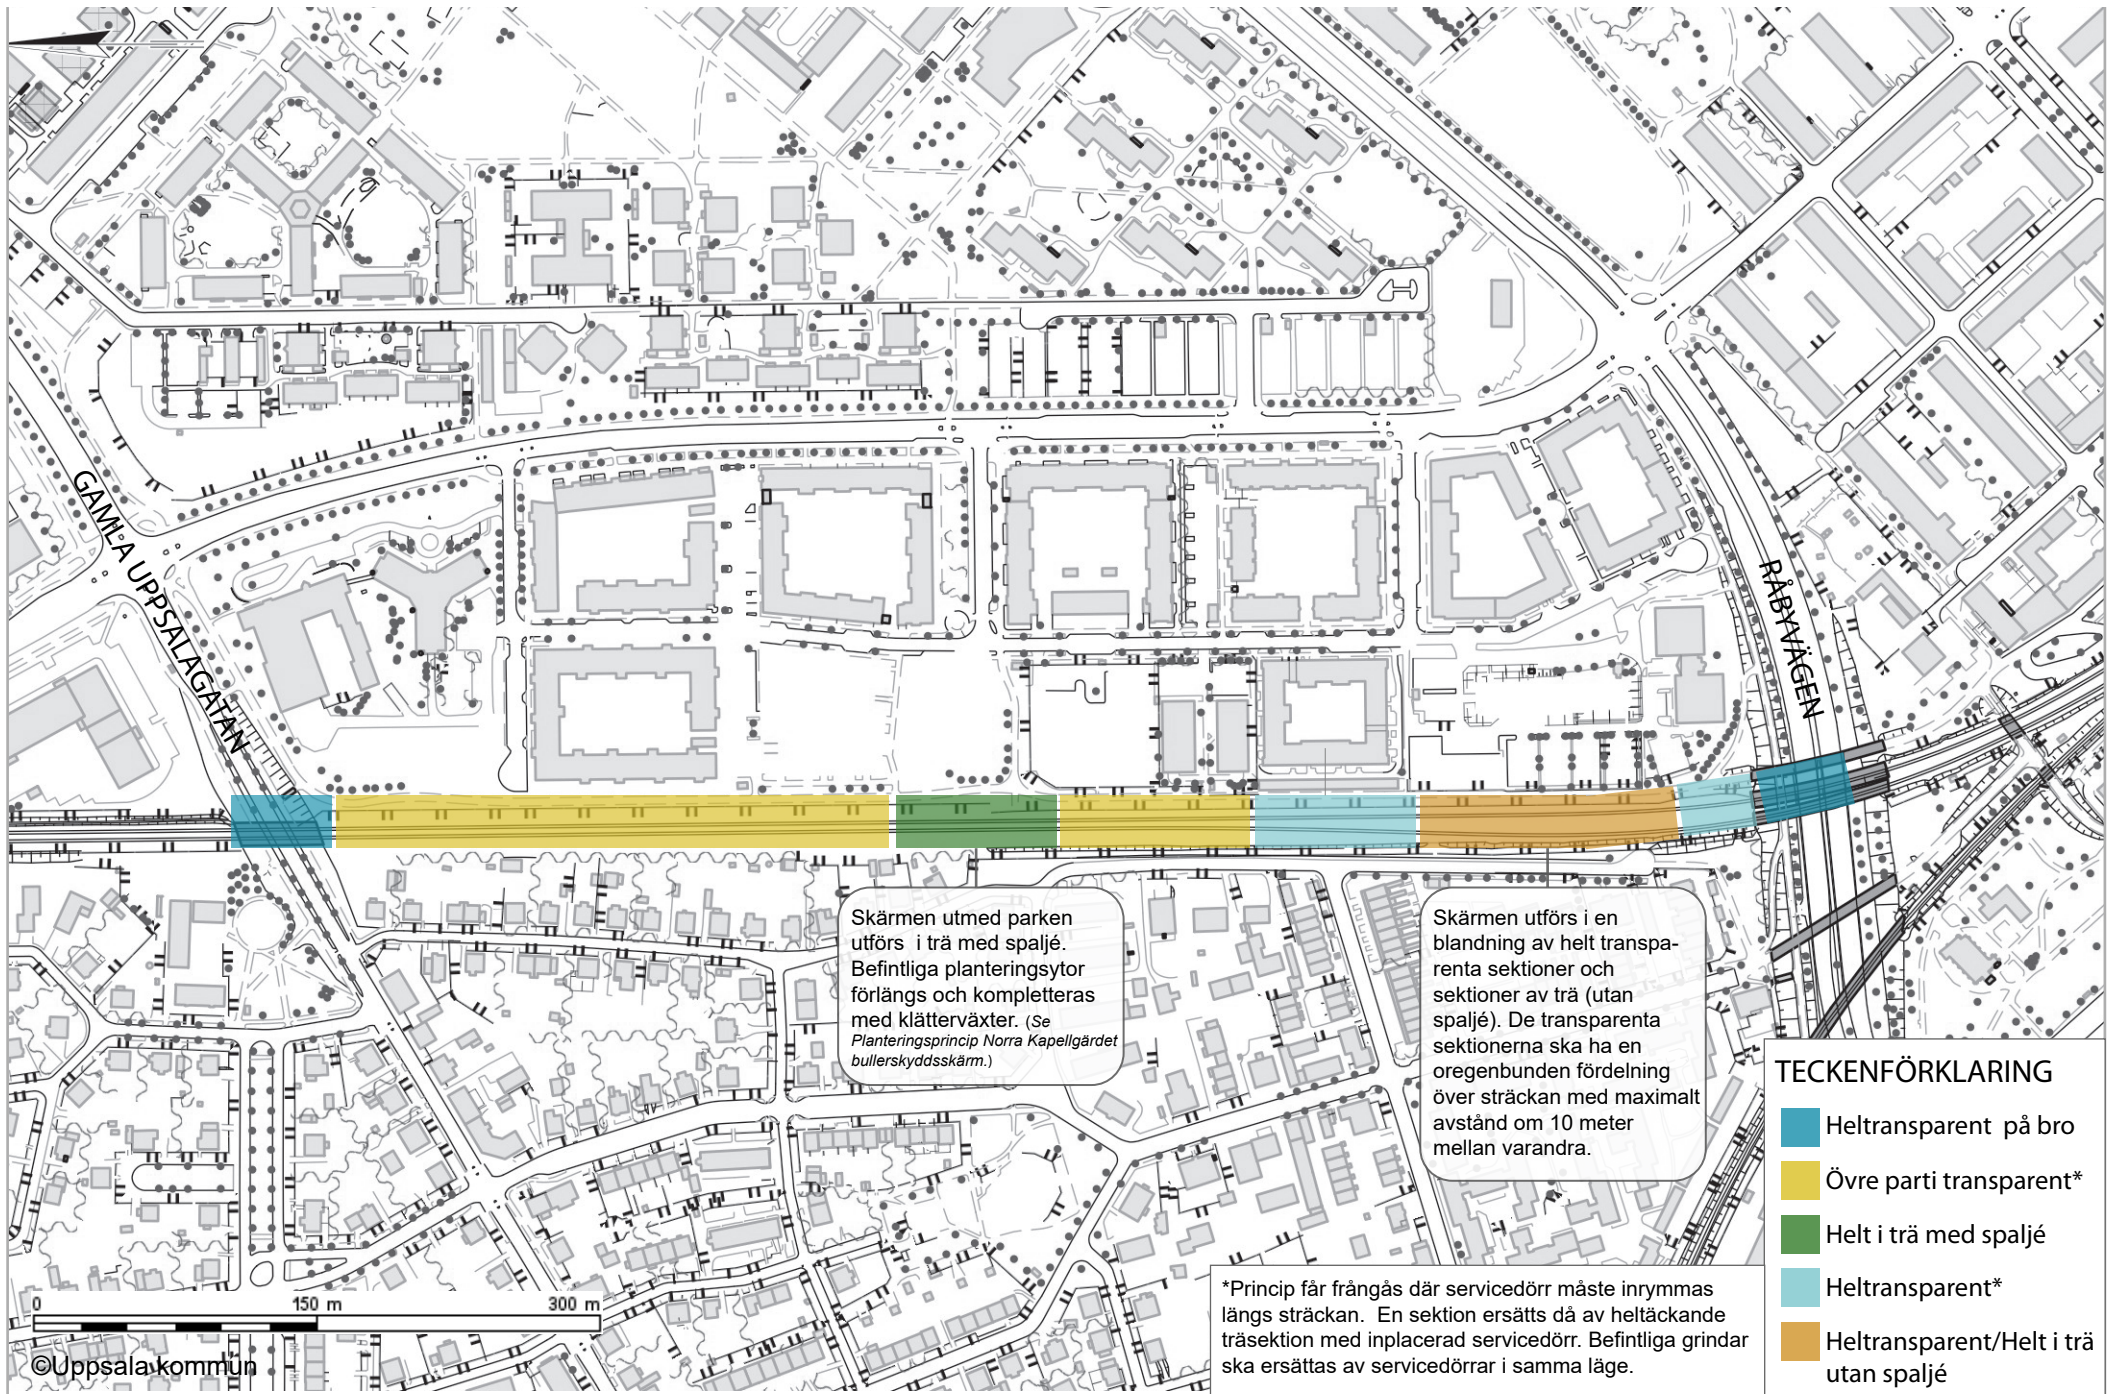 GAMLA UPPSALAGATAN
RÅBYVÄGEN
Skärmen utmed parken
utförs i trä med spaljé.
Befintliga planteringsytor
förlängs och kompletteras
med klätterväxter. (Se
Planteringsprincip Norra Kapellgärdet
bullerskyddsskärm.)
Skärmen utförs i en
blandning av helt transpa-
renta sektioner och
sektioner av trä (utan
spaljé). De transparenta
sektionerna ska ha en
oregenbunden fördelning
över sträckan med maximalt
avstånd om 10 meter
mellan varandra.
TECKENFÖRKLARING
Heltransparent på bro
Övre parti transparent*
Helt i trä med spaljé
Heltransparent*
Heltransparent/Helt i trä
utan spaljé
*Princip får frångås där servicedörr måste inrymmas
längs sträckan. En sektion ersätts då av heltäckande
träsektion med inplacerad servicedörr. Befintliga grindar
ska ersättas av servicedörrar i samma läge.
0 150 m 300 m
©Uppsala kommun